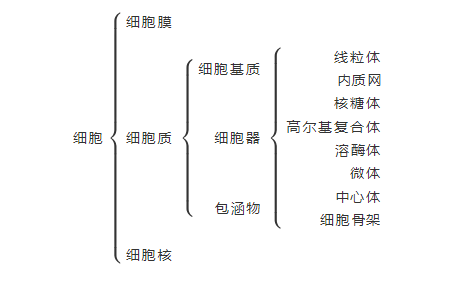 细胞
细胞膜
细胞质
细胞核
细胞基质
细胞器
包涵物
线粒体
内质网
核糖体
高尔基复合体
溶酶体
微体
中心体
细胞骨架